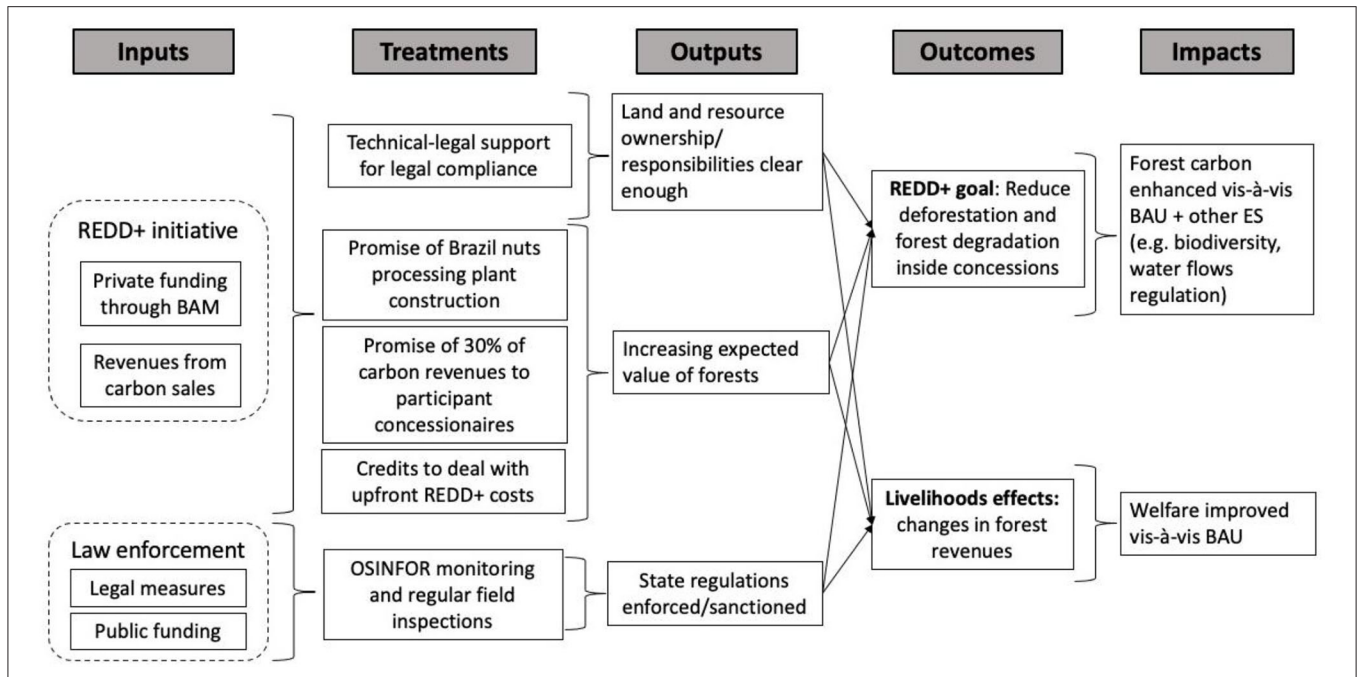 Inputs
Treatments
Outputs
Outcomes
Impacts
REDD+ initiative
Private funding
through BAM
Revenues from
carbon sales
Law enforcement
Legal measures
Public funding
Technical-legal support
for legal compliance
Promise of Brazil nuts
processing plant
construction
Promise of 30% of
carbon revenues to
participant
concessionaires
Credits to deal with
upfront REDD+ costs
OSINFOR monitoring
and regular field
inspections
Land and resource
ownership/
responsibilities clear
enough
Increasing expected
value of forests
State regulations
enforced/sanctioned
REDD+ goal: Reduce
deforestation and
forest degradation
inside concessions
Livelihoods effects:
changes in forest
revenues
Forest carbon
enhanced vis-à-vis
BAU + other ES
(e.g. biodiversity,
water flows
regulation)
Welfare improved
vis-à-vis BAU